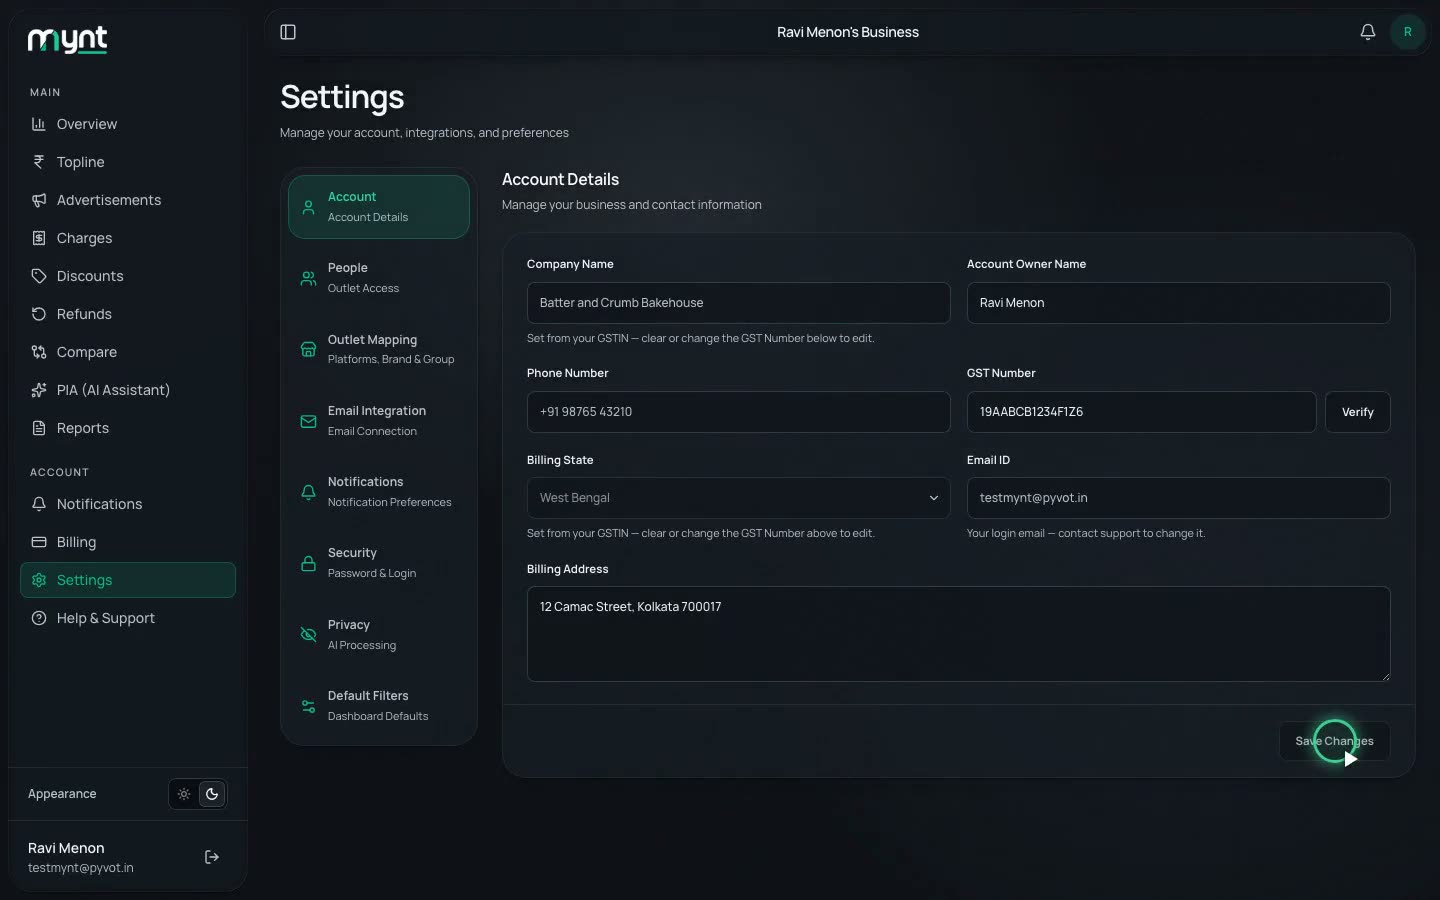 mynt
Ravi Menon's Business
R
MAIN
Overview
Topline
Advertisements
Charges
Discounts
Refunds
Compare
PIA (AI Assistant)
Reports
ACCOUNT
Notifications
Billing
Settings
Help & Support
Appearance
Ravi Menon
testmynt@pyvot.in
Settings
Manage your account, integrations, and preferences
Account
Account Details
People
Outlet Access
Outlet Mapping
Platforms, Brand & Group
Email Integration
Email Connection
Notifications
Notification Preferences
Security
Password & Login
Privacy
AI Processing
Default Filters
Dashboard Defaults
Account Details
Manage your business and contact information
Company Name
Batter and Crumb Bakehouse
Set from your GSTIN — clear or change the GST Number below to edit.
Account Owner Name
Ravi Menon
Phone Number
+91 98765 43210
GST Number
19AABCB1234F1Z6
Verify
Billing State
West Bengal
Set from your GSTIN — clear or change the GST Number above to edit.
Email ID
testmynt@pyvot.in
Your login email — contact support to change it.
Billing Address
12 Camac Street, Kolkata 700017
Save Changes